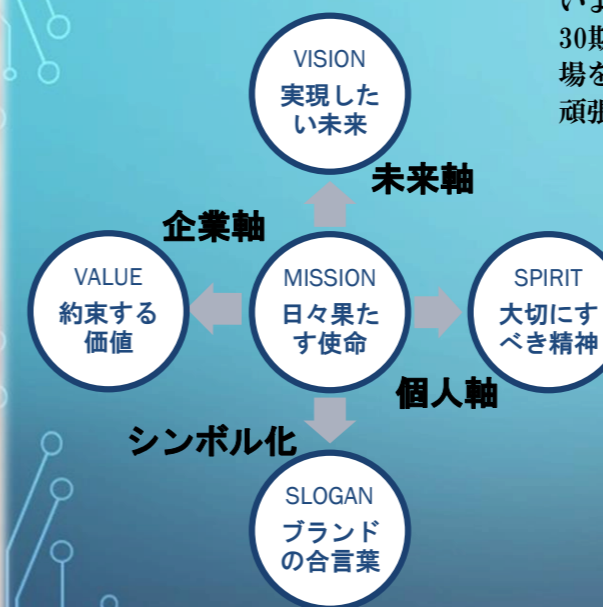 いま
30期
場を
頑張
VISION
実現した
い未来
未来軸
企業軸
VALUE
約束する
価値
MISSION
日々果た
す使命
SPIRIT
大切にす
べき精神
個人軸
シンボル化
SLOGAN
ブランド
の合言葉